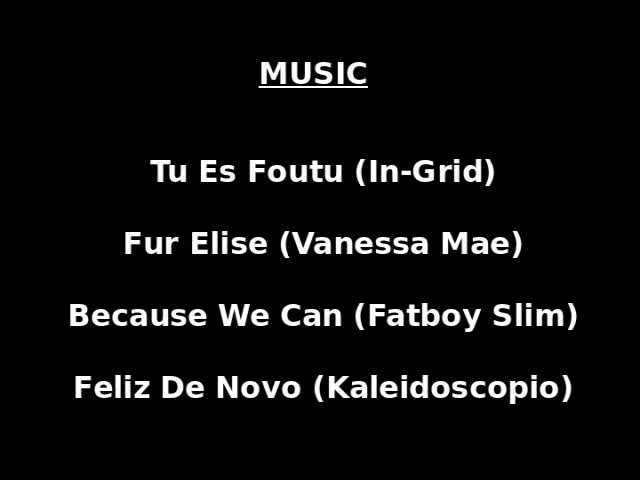 MUSIC
Tu Es Foutu (In-Grid)
Fur Elise (Vanessa Mae)
Because We Can (Fatboy Slim)
Feliz De Novo (Kaleidoscopio)